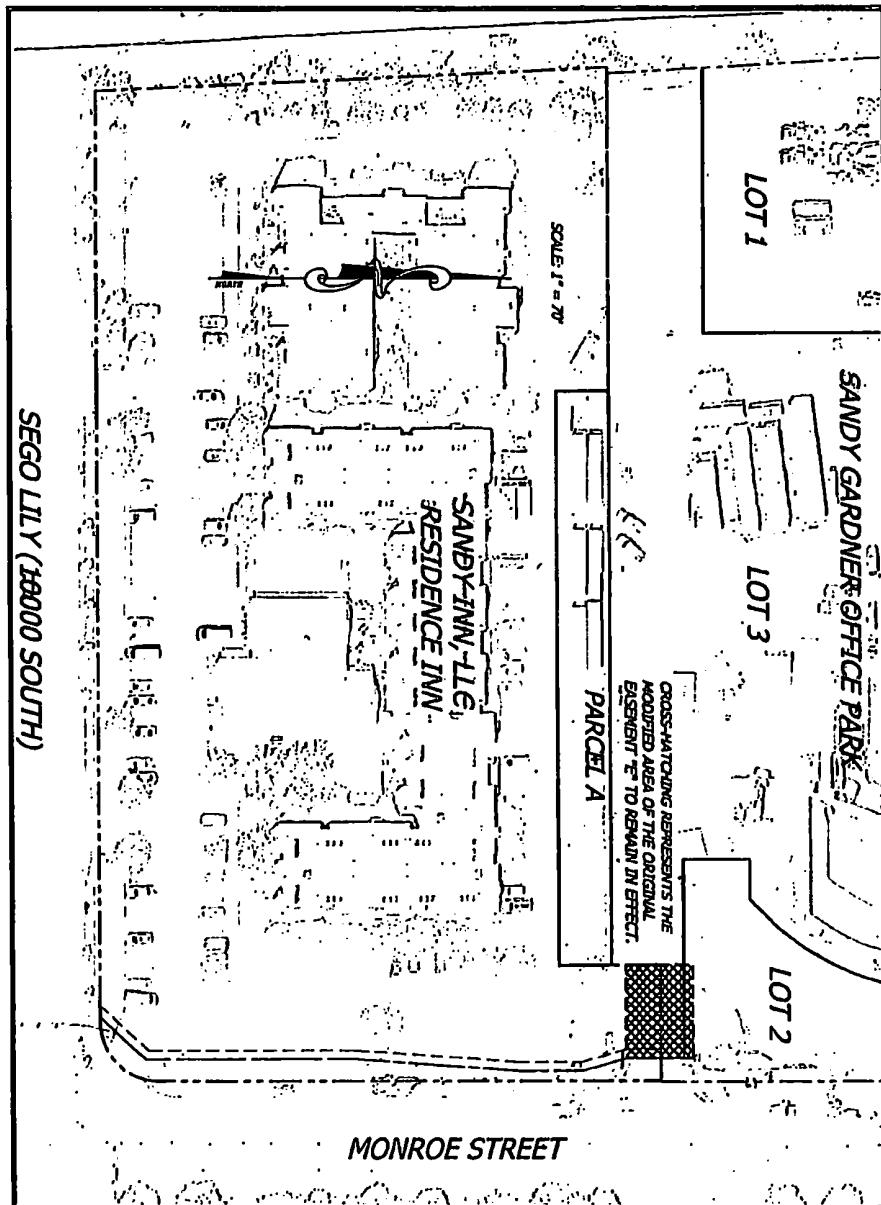 LOT 1
SCALE: 1" = 70'
SANDY GARDNER OFFICE PARK
LOT 3
SANDY INN, LLC,
RESIDENCE INN
PARCEL A
CROSS-HATCHING REPRESENTS THE
MODIFIED AREA OF THE ORIGINAL
EASEMENT "E" TO REMAIN IN EFFECT.
LOT 2
SEGO LILY (10000 SOUTH)
MONROE STREET